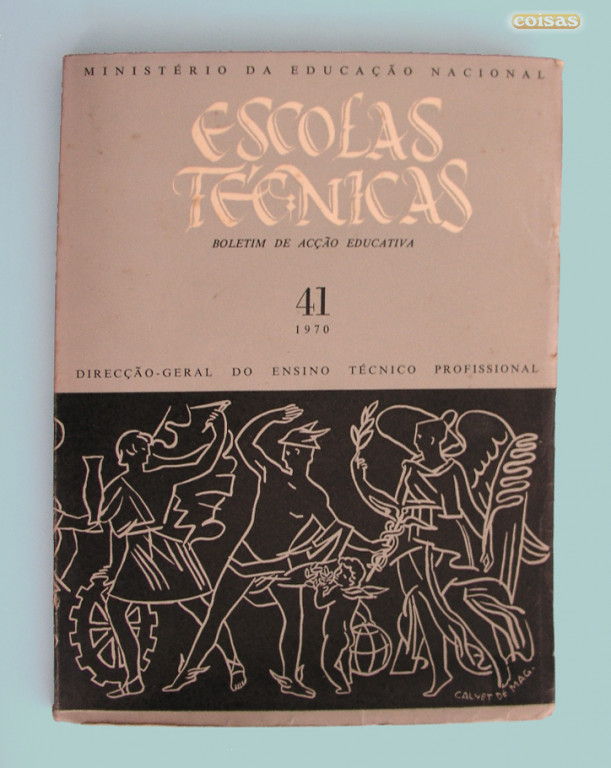 coisas
MINISTÉRIO DA EDUCAÇÃO NACIONAL
ESCOLAS
TÉCNICAS
BOLETIM DE ACÇÃO EDUCATIVA
41
1970
DIRECÇÃO-GERAL DO ENSINO TÉCNICO PROFISSIONAL
CALVET DE MAG.